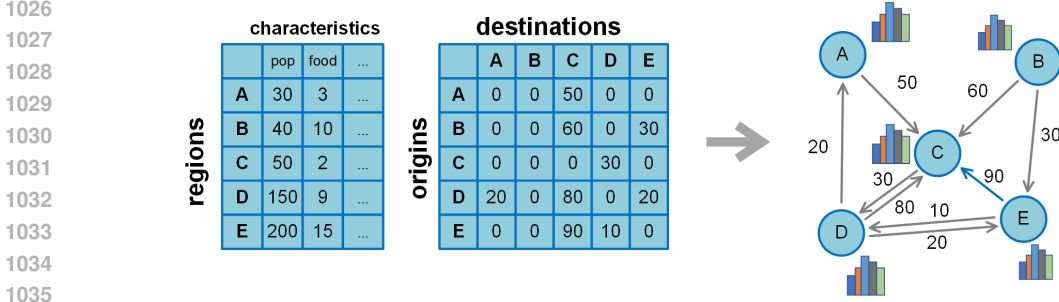 1026
1027
1028
1029
1030
1031
1032
1033
1034
1035
characteristics
pop food ...
A 30 3 ...
B 40 10 ...
C 50 2 ...
D 150 9 ...
E 200 15 ...
regions
destinations
A B C D E
A 0 0 50 0 0
B 0 0 60 0 30
C 0 0 0 30 0
D 20 0 80 0 20
E 0 0 90 10 0
origins
A
B
50
60
20
30
C
30
90
80
10
D
E
20